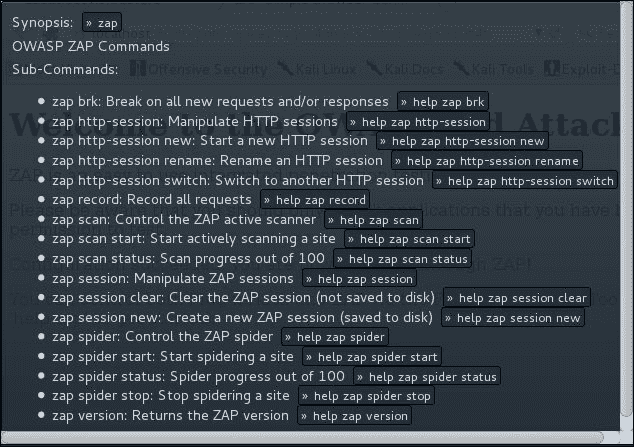 Synopsis: » zap
OWASP ZAP Commands
Sub-Commands:
Offensive Security Kali Linux Kali Docs Kali Tools Exploit-D
• zap brk: Break on all new requests and/or responses » help zap brk
• zap http-session: Manipulate HTTP sessions » help zap http-session
• zap http-session new: Start a new HTTP session » help zap http-session new
• zap http-session rename: Rename an HTTP session » help zap http-session rename
• zap http-session switch: Switch to another HTTP session » help zap http-session switch
• zap record: Record all requests » help zap record
• zap scan: Control the ZAP active scanner » help zap scan
• zap scan start: Start actively scanning a site » help zap scan start
• zap scan status: Scan progress out of 100 » help zap scan status
• zap session: Manipulate ZAP sessions » help zap session
• zap session clear: Clear the ZAP session (not saved to disk) » help zap session clear
• zap session new: Create a new ZAP session (saved to disk) » help zap session new
• zap spider: Control the ZAP spider » help zap spider
• zap spider start: Start spidering a site » help zap spider start
• zap spider status: Spider progress out of 100 » help zap spider status
• zap spider stop: Stop spidering a site » help zap spider stop
• zap version: Returns the ZAP version » help zap version